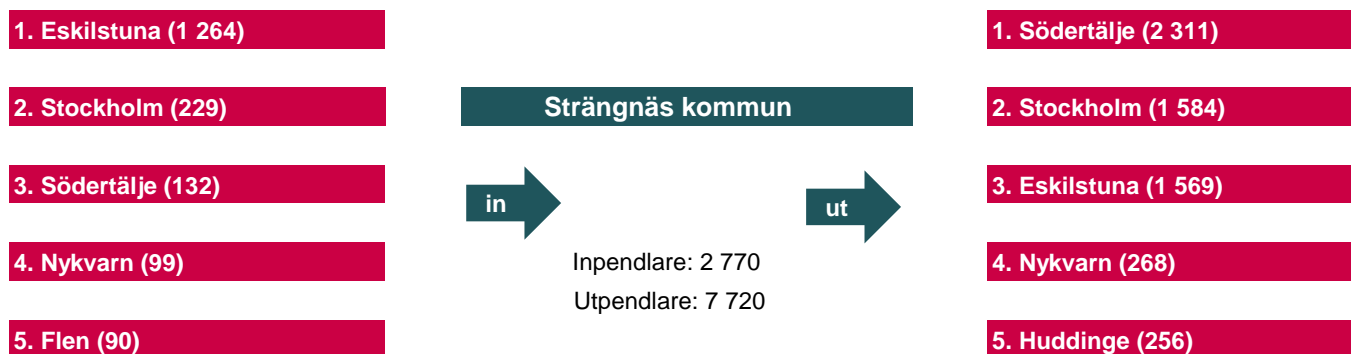 1. Eskilstuna (1 264)
2. Stockholm (229)
3. Södertälje (132)
4. Nykvarn (99)
5. Flen (90)
Strängnäs kommun
in
ut
Inpendlare: 2 770
Utpendlare: 7 720
1. Södertälje (2 311)
2. Stockholm (1 584)
3. Eskilstuna (1 569)
4. Nykvarn (268)
5. Huddinge (256)